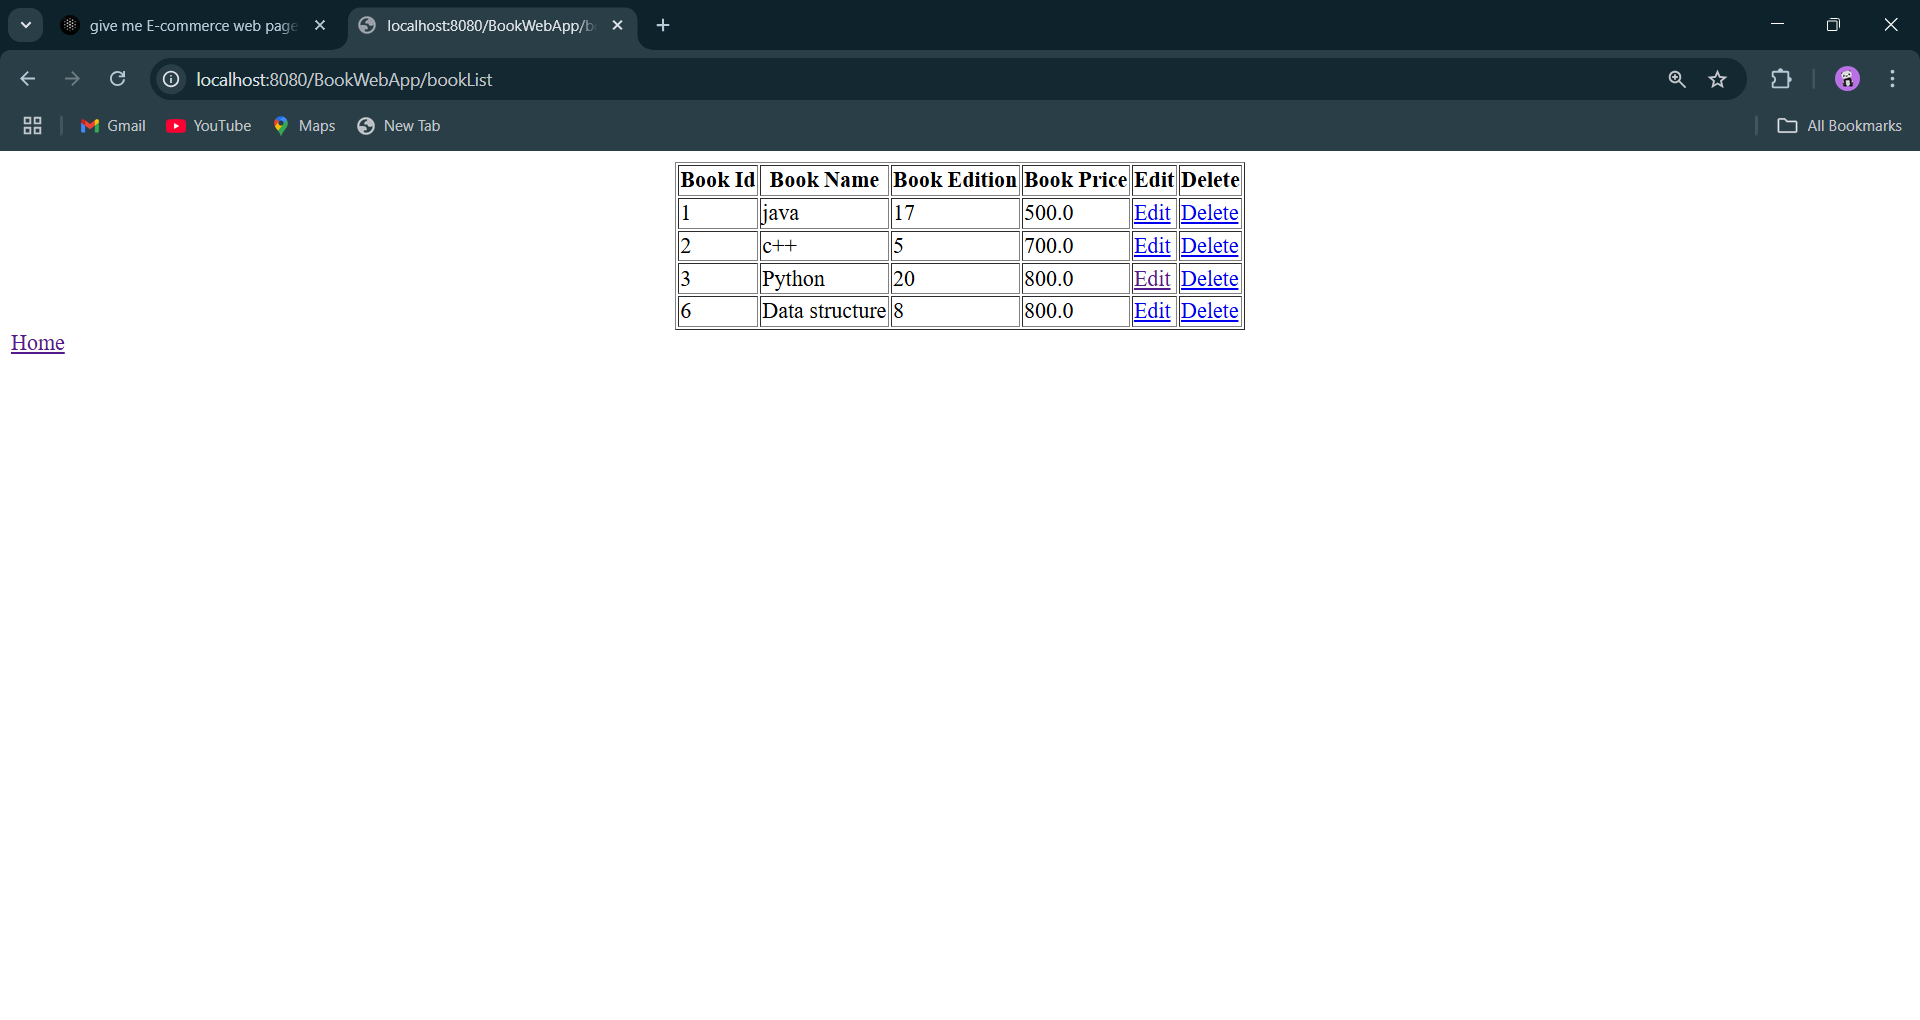 give me E-commerce web page
localhost:8080/BookWebApp/b
localhost:8080/BookWebApp/bookList
Gmail YouTube Maps New Tab All Bookmarks
Book Id Book Name Book Edition Book Price Edit Delete
1 java 17 500.0 Edit Delete
2 c++ 5 700.0 Edit Delete
3 Python 20 800.0 Edit Delete
6 Data structure 8 800.0 Edit Delete
Home